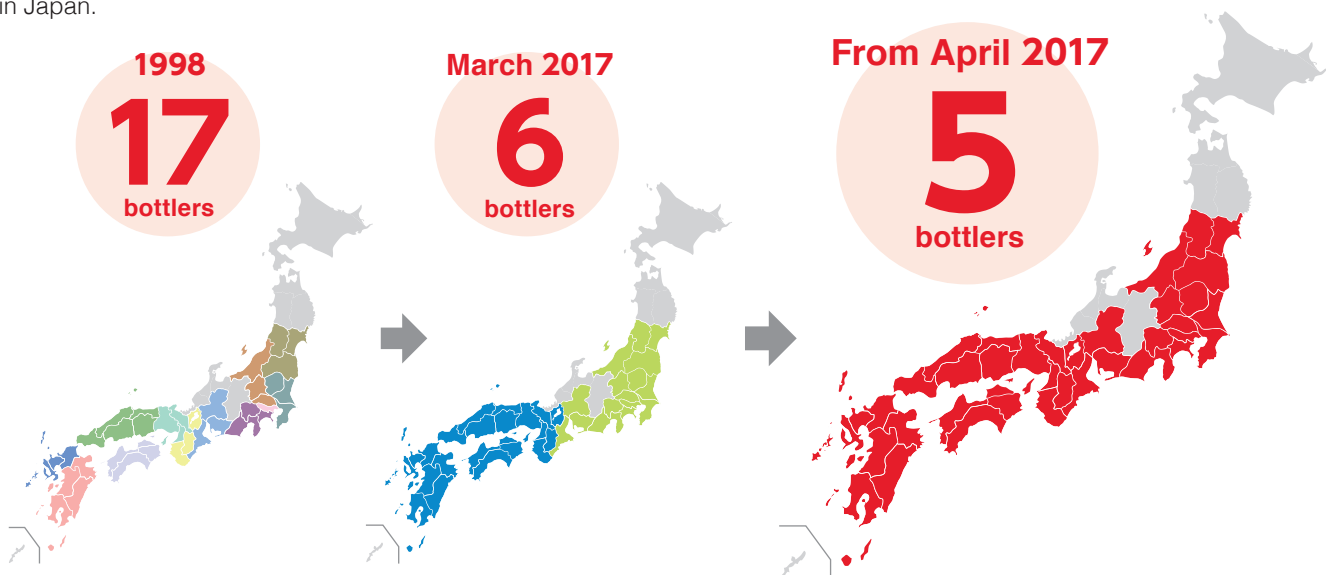 in Japan.
1998
17
bottlers
March 2017
6
bottlers
From April 2017
5
bottlers